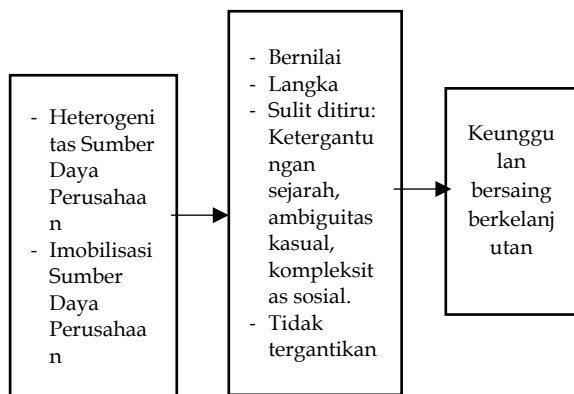 - Heterogeni
tas Sumber
Daya
Perusahaa
n
- Imobilisasi
Sumber
Daya
Perusahaa
n
- Bernilai
- Langka
- Sulit ditiru:
Ketergantu
ngan
sejarah,
ambiguitas
kasual,
kompleksit
as sosial.
- Tidak
tergantikan
Keunggu
lan
bersaing
berkelanj
utan